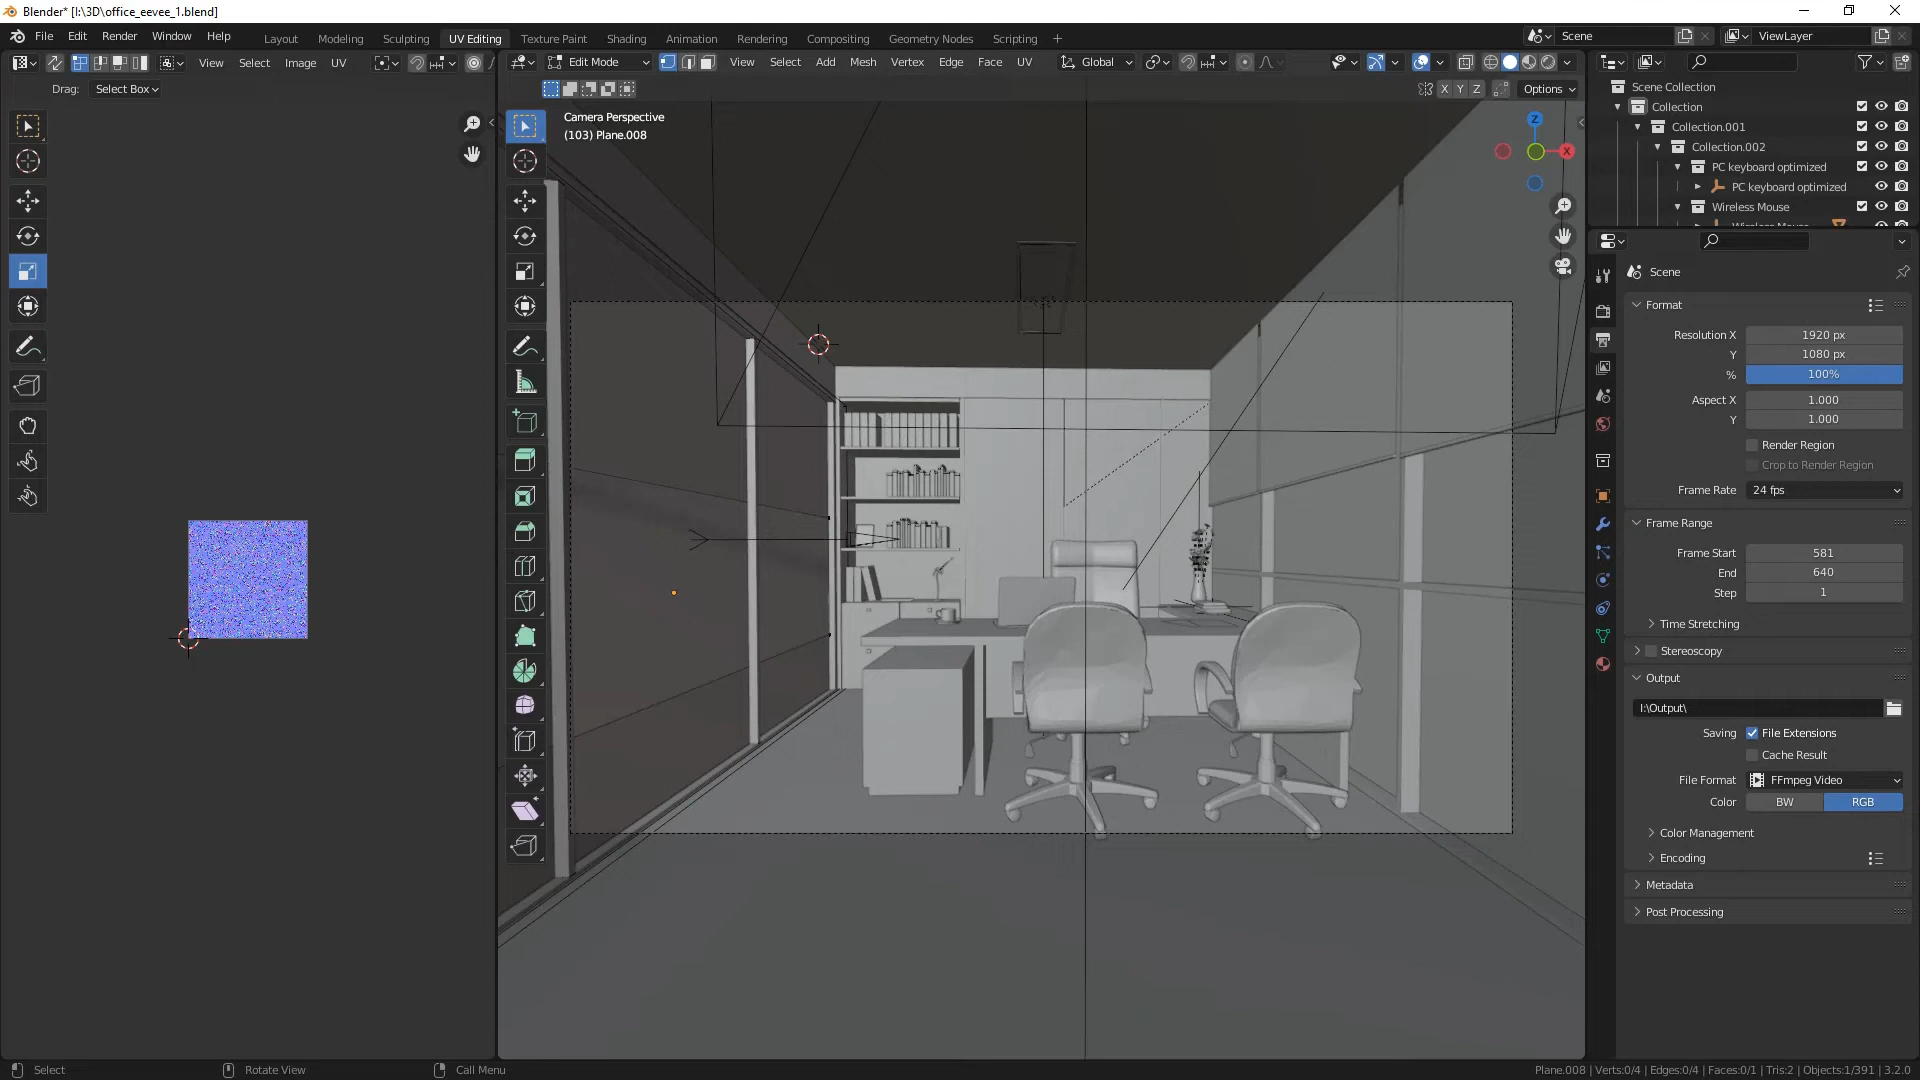 Blender* [I:\3D\office_eevee_1.blend]
File Edit Render Window Help
Layout Modeling Sculpting UV Editing Texture Paint Shading Animation Rendering Compositing Geometry Nodes Scripting +
Scene
ViewLayer
View Select Image UV
Edit Mode View Select Add Mesh Vertex Edge Face UV Global
Drag: Select Box
X Y Z Options
Camera Perspective
(103) Plane.008
Z
X
Scene Collection
Collection
Collection.001
Collection.002
PC keyboard optimized
PC keyboard optimized
Wireless Mouse
Wireless Mouse
Scene
Format
Resolution X 1920 px
Y 1080 px
% 100%
Aspect X 1.000
Y 1.000
Render Region
Crop to Render Region
Frame Rate 24 fps
Frame Range
Frame Start 581
End 640
Step 1
Time Stretching
Stereoscopy
Output
I:\Output\
Saving File Extensions
Cache Result
File Format FFmpeg Video
Color BW RGB
Color Management
Encoding
Metadata
Post Processing
Select Rotate View Call Menu
Plane.008 | Verts:0/4 | Edges:0/4 | Faces:0/1 | Tris:2 | Objects:1/391 | 3.2.0